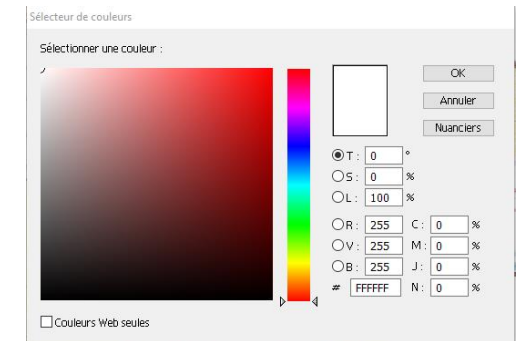 Sélecteur de couleurs
Sélectionner une couleur :
OK
Annuler
Nuanciers
T : 0 °
S : 0 %
L : 100 %
R : 255 C : 0 %
V : 255 M : 0 %
B : 255 J : 0 %
# FFFFFF N : 0 %
Couleurs Web seules